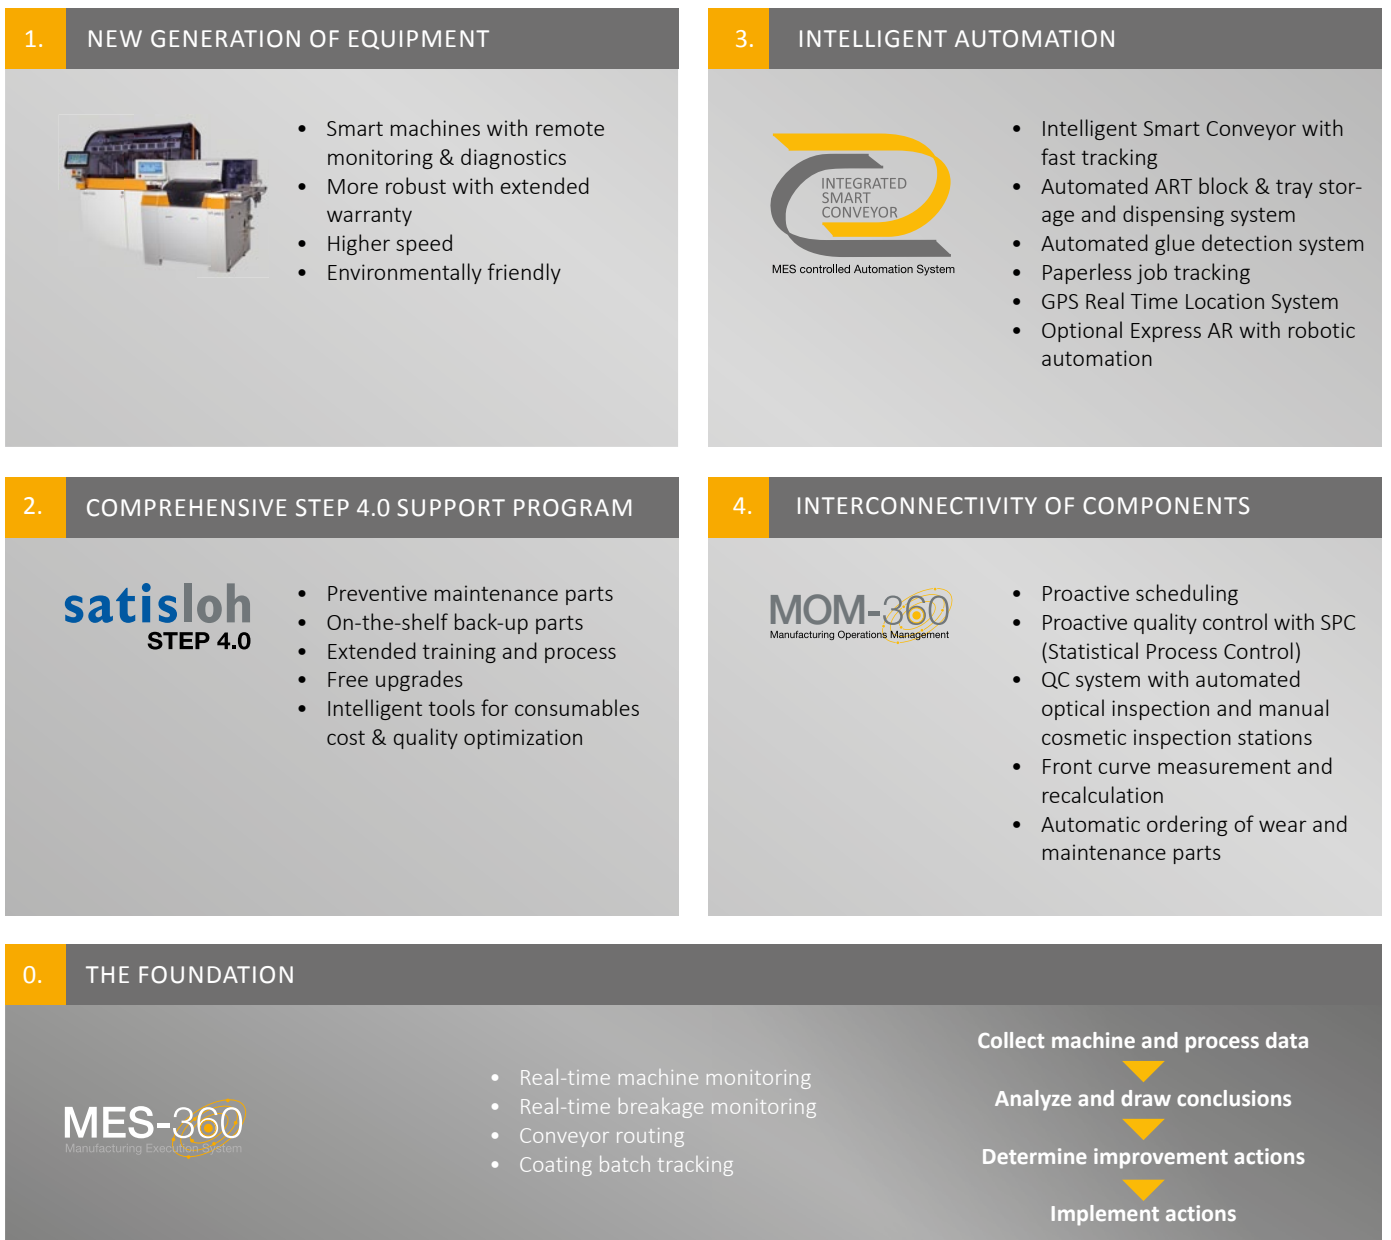 1. NEW GENERATION OF EQUIPMENT
• Smart machines with remote
monitoring & diagnostics
• More robust with extended
warranty
• Higher speed
• Environmentally friendly
3. INTELLIGENT AUTOMATION
INTEGRATED
SMART
CONVEYOR
MES controlled Automation System
• Intelligent Smart Conveyor with
fast tracking
• Automated ART block & tray stor-
age and dispensing system
• Automated glue detection system
• Paperless job tracking
• GPS Real Time Location System
• Optional Express AR with robotic
automation
2. COMPREHENSIVE STEP 4.0 SUPPORT PROGRAM
satisloh
STEP 4.0
• Preventive maintenance parts
• On-the-shelf back-up parts
• Extended training and process
• Free upgrades
• Intelligent tools for consumables
cost & quality optimization
4. INTERCONNECTIVITY OF COMPONENTS
MOM-360
Manufacturing Operations Management
• Proactive scheduling
• Proactive quality control with SPC
(Statistical Process Control)
• QC system with automated
optical inspection and manual
cosmetic inspection stations
• Front curve measurement and
recalculation
• Automatic ordering of wear and
maintenance parts
0. THE FOUNDATION
MES-360
Manufacturing Execution System
• Real-time machine monitoring
• Real-time breakage monitoring
• Conveyor routing
• Coating batch tracking
Collect machine and process data
Analyze and draw conclusions
Determine improvement actions
Implement actions